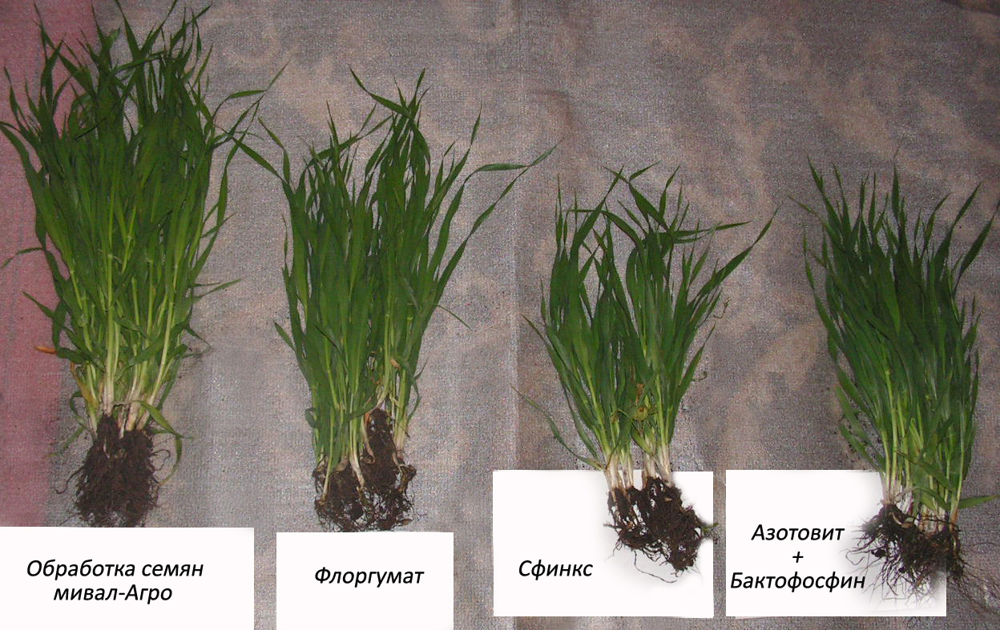 Обработка семян
мивал-Агро
Флоргумат
Сфинкс
Азотовит
+
Бактофосфин